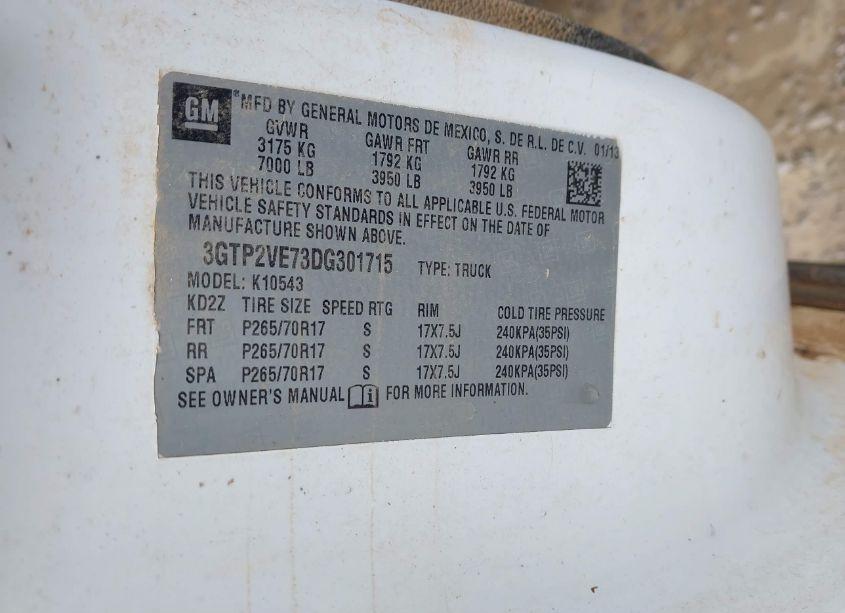 GM
*MFD BY GENERAL MOTORS DE MEXICO, S. DE R.L. DE C.V. 01/13
GVWR GAWR FRT GAWR RR
3175 KG 1792 KG 1792 KG
7000 LB 3950 LB 3950 LB
THIS VEHICLE CONFORMS TO ALL APPLICABLE U.S. FEDERAL MOTOR
VEHICLE SAFETY STANDARDS IN EFFECT ON THE DATE OF
MANUFACTURE SHOWN ABOVE.
3GTP2VE73DG301715 TYPE: TRUCK
MODEL: K10543
KD2Z TIRE SIZE SPEED RTG RIM COLD TIRE PRESSURE
FRT P265/70R17 S 17X7.5J 240KPA(35PSI)
RR P265/70R17 S 17X7.5J 240KPA(35PSI)
SPA P265/70R17 S 17X7.5J 240KPA(35PSI)
SEE OWNER'S MANUAL i FOR MORE INFORMATION.